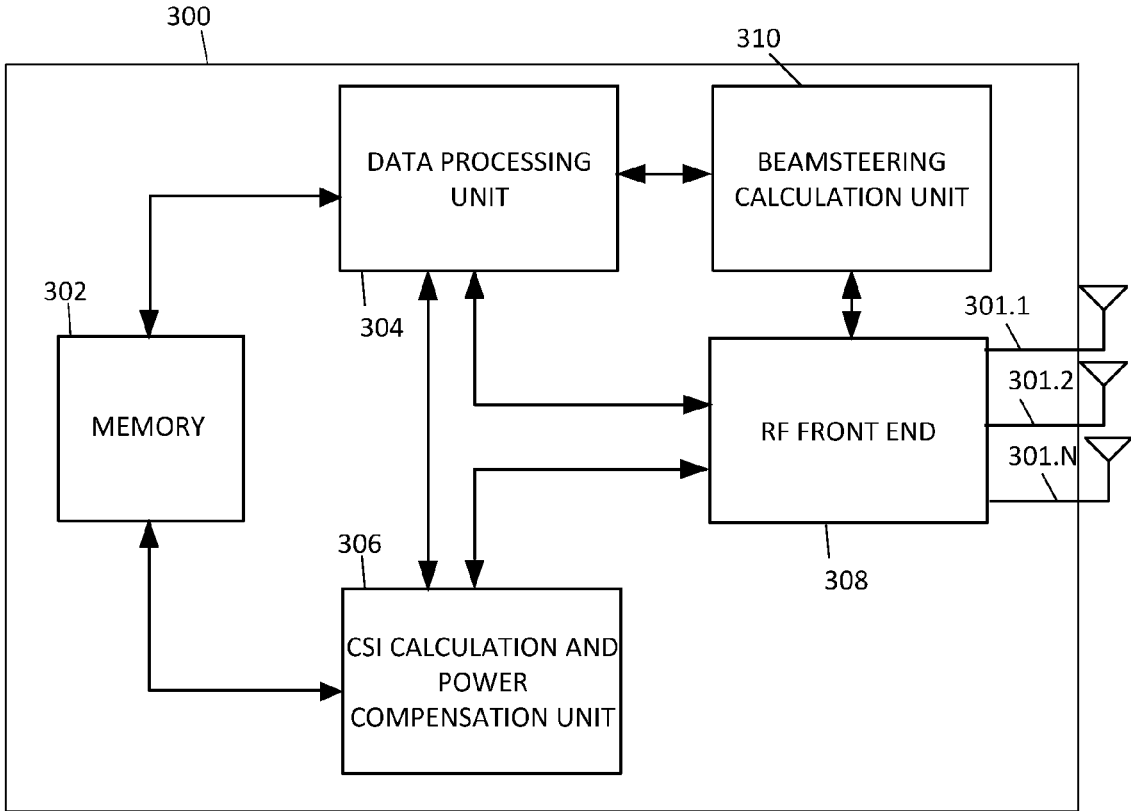 300
310
DATA PROCESSING
UNIT
BEAMSTEERING
CALCULATION UNIT
302
304
301.1
MEMORY
RF FRONT END
301.2
301.N
306
308
CSI CALCULATION AND
POWER
COMPENSATION UNIT